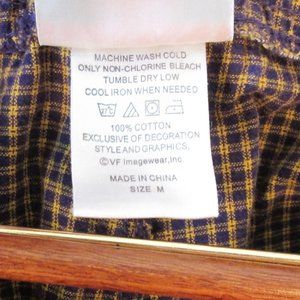 MACHINE WASH COLD
ONLY NON-CHLORINE BLEACH
TUMBLE DRY LOW
COOL IRON WHEN NEEDED
100% COTTON
EXCLUSIVE OF DECORATION
STYLE AND GRAPHICS.
©VF Imagewear,Inc
MADE IN CHINA
SIZE M